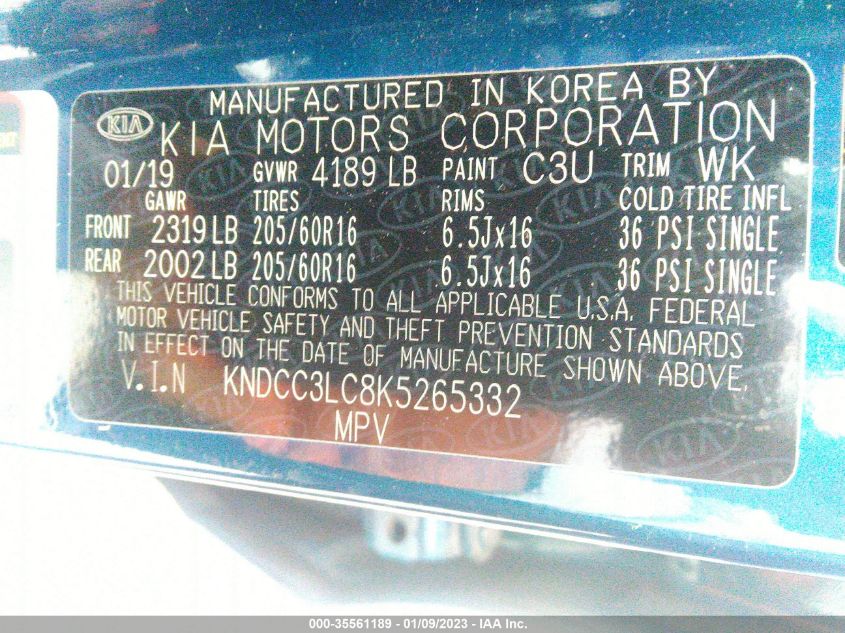 MANUFACTURED IN KOREA BY
KIA KIA MOTORS CORPORATION
01/19 GVWR 4189 LB PAINT C3U TRIM WK
GAWR TIRES RIMS COLD TIRE INFL
FRONT 2319 LB 205/60R16 6.5Jx16 36 PSI SINGLE
REAR 2002 LB 205/60R16 6.5Jx16 36 PSI SINGLE
THIS VEHICLE CONFORMS TO ALL APPLICABLE U.S.A. FEDERAL
MOTOR VEHICLE SAFETY AND THEFT PREVENTION STANDARDS
IN EFFECT ON THE DATE OF MANUFACTURE SHOWN ABOVE.
V.I.N KNDCC3LC8K5265332
MPV
000-35561189 - 01/09/2023 - IAA Inc.